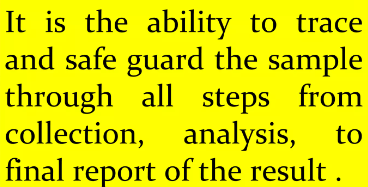 It is the ability to trace
and safe guard the sample
through all steps from
collection, analysis, to
final report of the result .